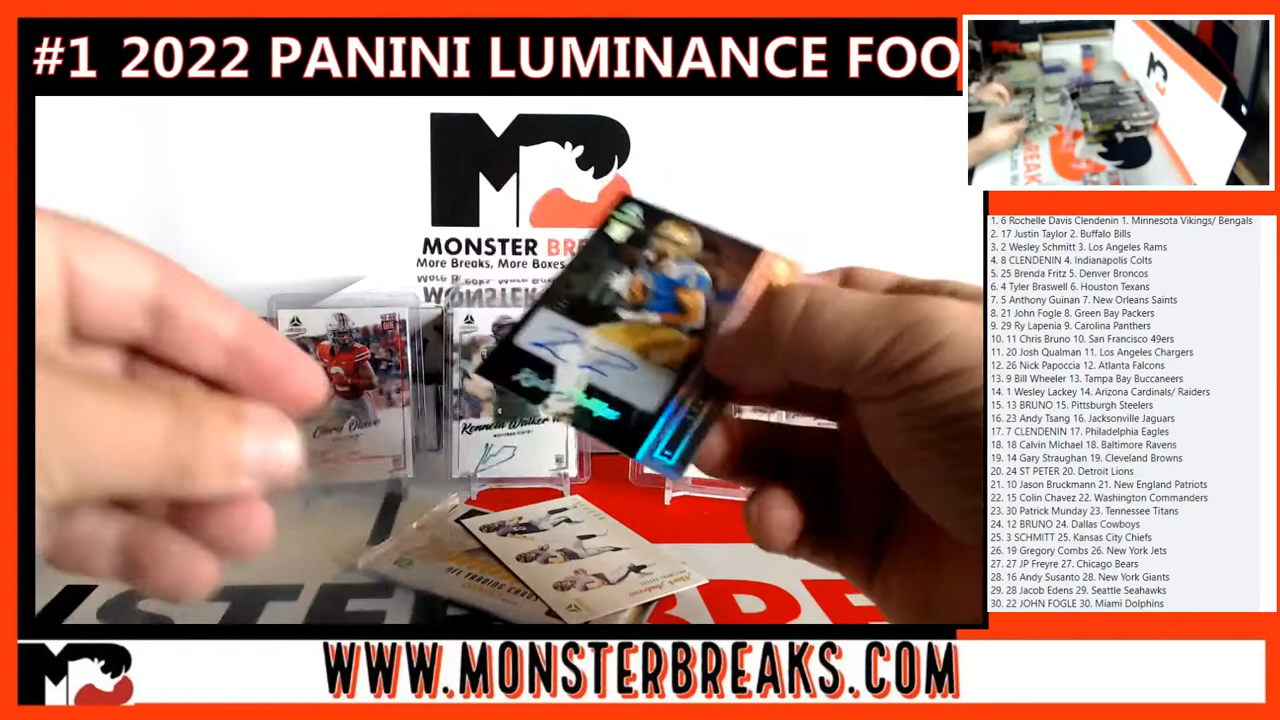 #1 2022 PANINI LUMINANCE FOO
MONSTER BR
More Breaks, More Boxes
Kenneth Walker
NFL TRADING CARDS
1. 6 Rochelle Davis Clendenin 1. Minnesota Vikings/ Bengals
2. 17 Justin Taylor 2. Buffalo Bills
3. 2 Wesley Schmitt 3. Los Angeles Rams
4. 8 CLENDENIN 4. Indianapolis Colts
5. 25 Brenda Fritz 5. Denver Broncos
6. 4 Tyler Braswell 6. Houston Texans
7. 5 Anthony Guinan 7. New Orleans Saints
8. 21 John Fogle 8. Green Bay Packers
9. 29 Ry Lapenia 9. Carolina Panthers
10. 11 Chris Bruno 10. San Francisco 49ers
11. 20 Josh Qualman 11. Los Angeles Chargers
12. 26 Nick Papoccia 12. Atlanta Falcons
13. 9 Bill Wheeler 13. Tampa Bay Buccaneers
14. 1 Wesley Lackey 14. Arizona Cardinals/ Raiders
15. 13 BRUNO 15. Pittsburgh Steelers
16. 23 Andy Tsang 16. Jacksonville Jaguars
17. 7 CLENDENIN 17. Philadelphia Eagles
18. 18 Calvin Michael 18. Baltimore Ravens
19. 14 Gary Straughan 19. Cleveland Browns
20. 24 ST PETER 20. Detroit Lions
21. 10 Jason Bruckmann 21. New England Patriots
22. 15 Colin Chavez 22. Washington Commanders
23. 30 Patrick Munday 23. Tennessee Titans
24. 12 BRUNO 24. Dallas Cowboys
25. 3 SCHMITT 25. Kansas City Chiefs
26. 19 Gregory Combs 26. New York Jets
27. 27 JP Freyre 27. Chicago Bears
28. 16 Andy Susanto 28. New York Giants
29. 28 Jacob Edens 29. Seattle Seahawks
30. 22 JOHN FOGLE 30. Miami Dolphins
WWW.MONSTERBREAKS.COM